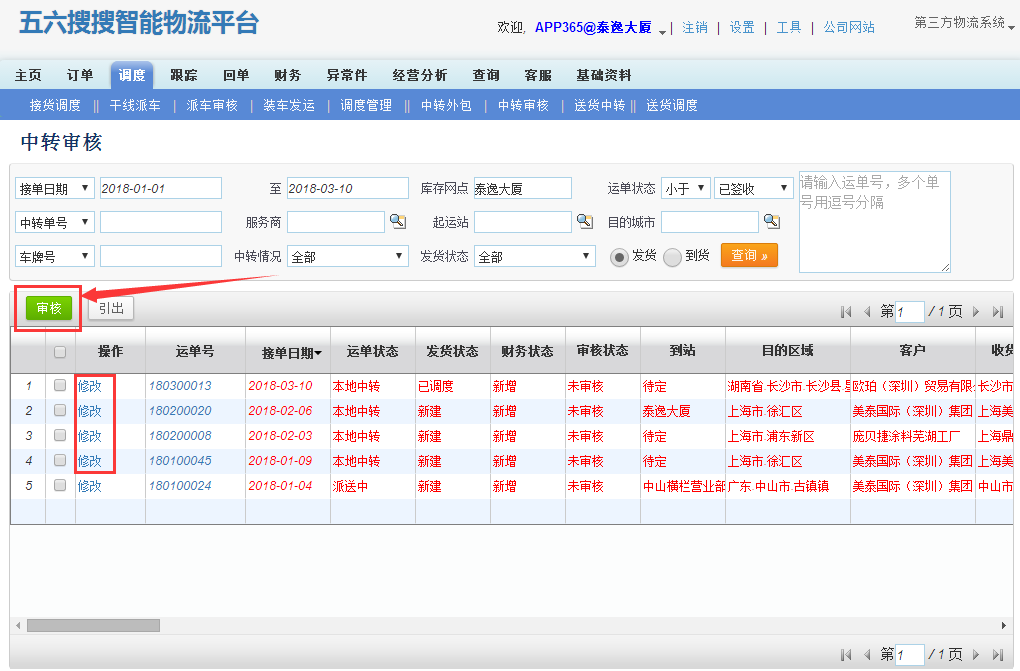 五六搜搜智能物流平台
欢迎, APP365@泰逸大厦 | 注销 | 设置 | 工具 | 公司网站 第三方物流系统
主页 订单 调度 跟踪 回单 财务 异常件 经营分析 查询 客服 基础资料
接货调度 || 干线派车 | 派车审核 | 装车发运 | 调度管理 || 中转外包 | 中转审核 | 送货中转 || 送货调度
中转审核
接单日期 2018-01-01 至 2018-03-10 库存网点 泰逸大厦 运单状态 小于 已签收 请输入运单号，多个单号用逗号分隔
中转单号 服务商 起运站 目的城市
车牌号 中转情况 全部 发货状态 全部 发货 到货 查询 »
审核 引出 第 1 / 1 页
操作 运单号 接单日期 运单状态 发货状态 财务状态 审核状态 到站 目的区域 客户 收货
1 修改 180300013 2018-03-10 本地中转 已调度 新增 未审核 待定 湖南省.长沙市.长沙县 欧珀（深圳）贸易有限 长沙市
2 修改 180200020 2018-02-06 本地中转 新建 新增 未审核 泰逸大厦 上海市.徐汇区 美泰国际（深圳）集团 上海美
3 修改 180200008 2018-02-03 本地中转 新建 新增 未审核 待定 上海市.浦东新区 庞贝捷涂料芜湖工厂 上海鼎
4 修改 180100045 2018-01-09 本地中转 新建 新增 未审核 待定 上海市.徐汇区 美泰国际（深圳）集团 上海美
5 修改 180100024 2018-01-04 派送中 新建 新增 未审核 中山横栏营业部 广东.中山市.古镇镇 美泰国际（深圳）集团 中山市
第 1 / 1 页